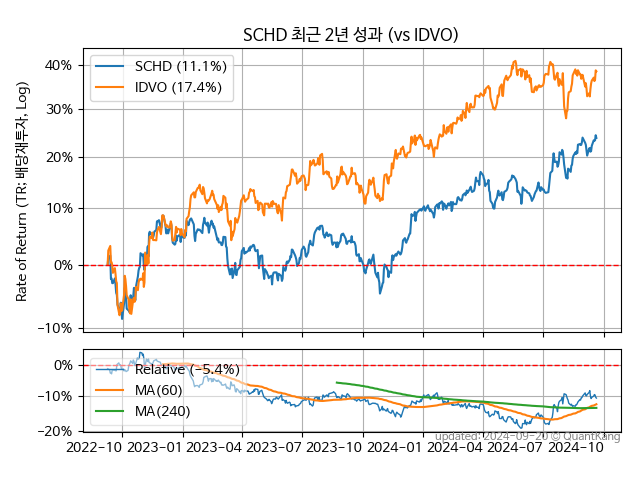 SCHD 최근 2년 성과 (vs IDVO)
SCHD (11.1%)
IDVO (17.4%)
Rate of Return (TR: 배당재투자, Log)
40%
30%
20%
10%
0%
−10%
Relative (−5.4%)
MA(60)
MA(240)
0%
−10%
−20%
updated: 2024-09-20 © QuantKang
2022-10 2023-01 2023-04 2023-07 2023-10 2024-01 2024-04 2024-07 2024-10